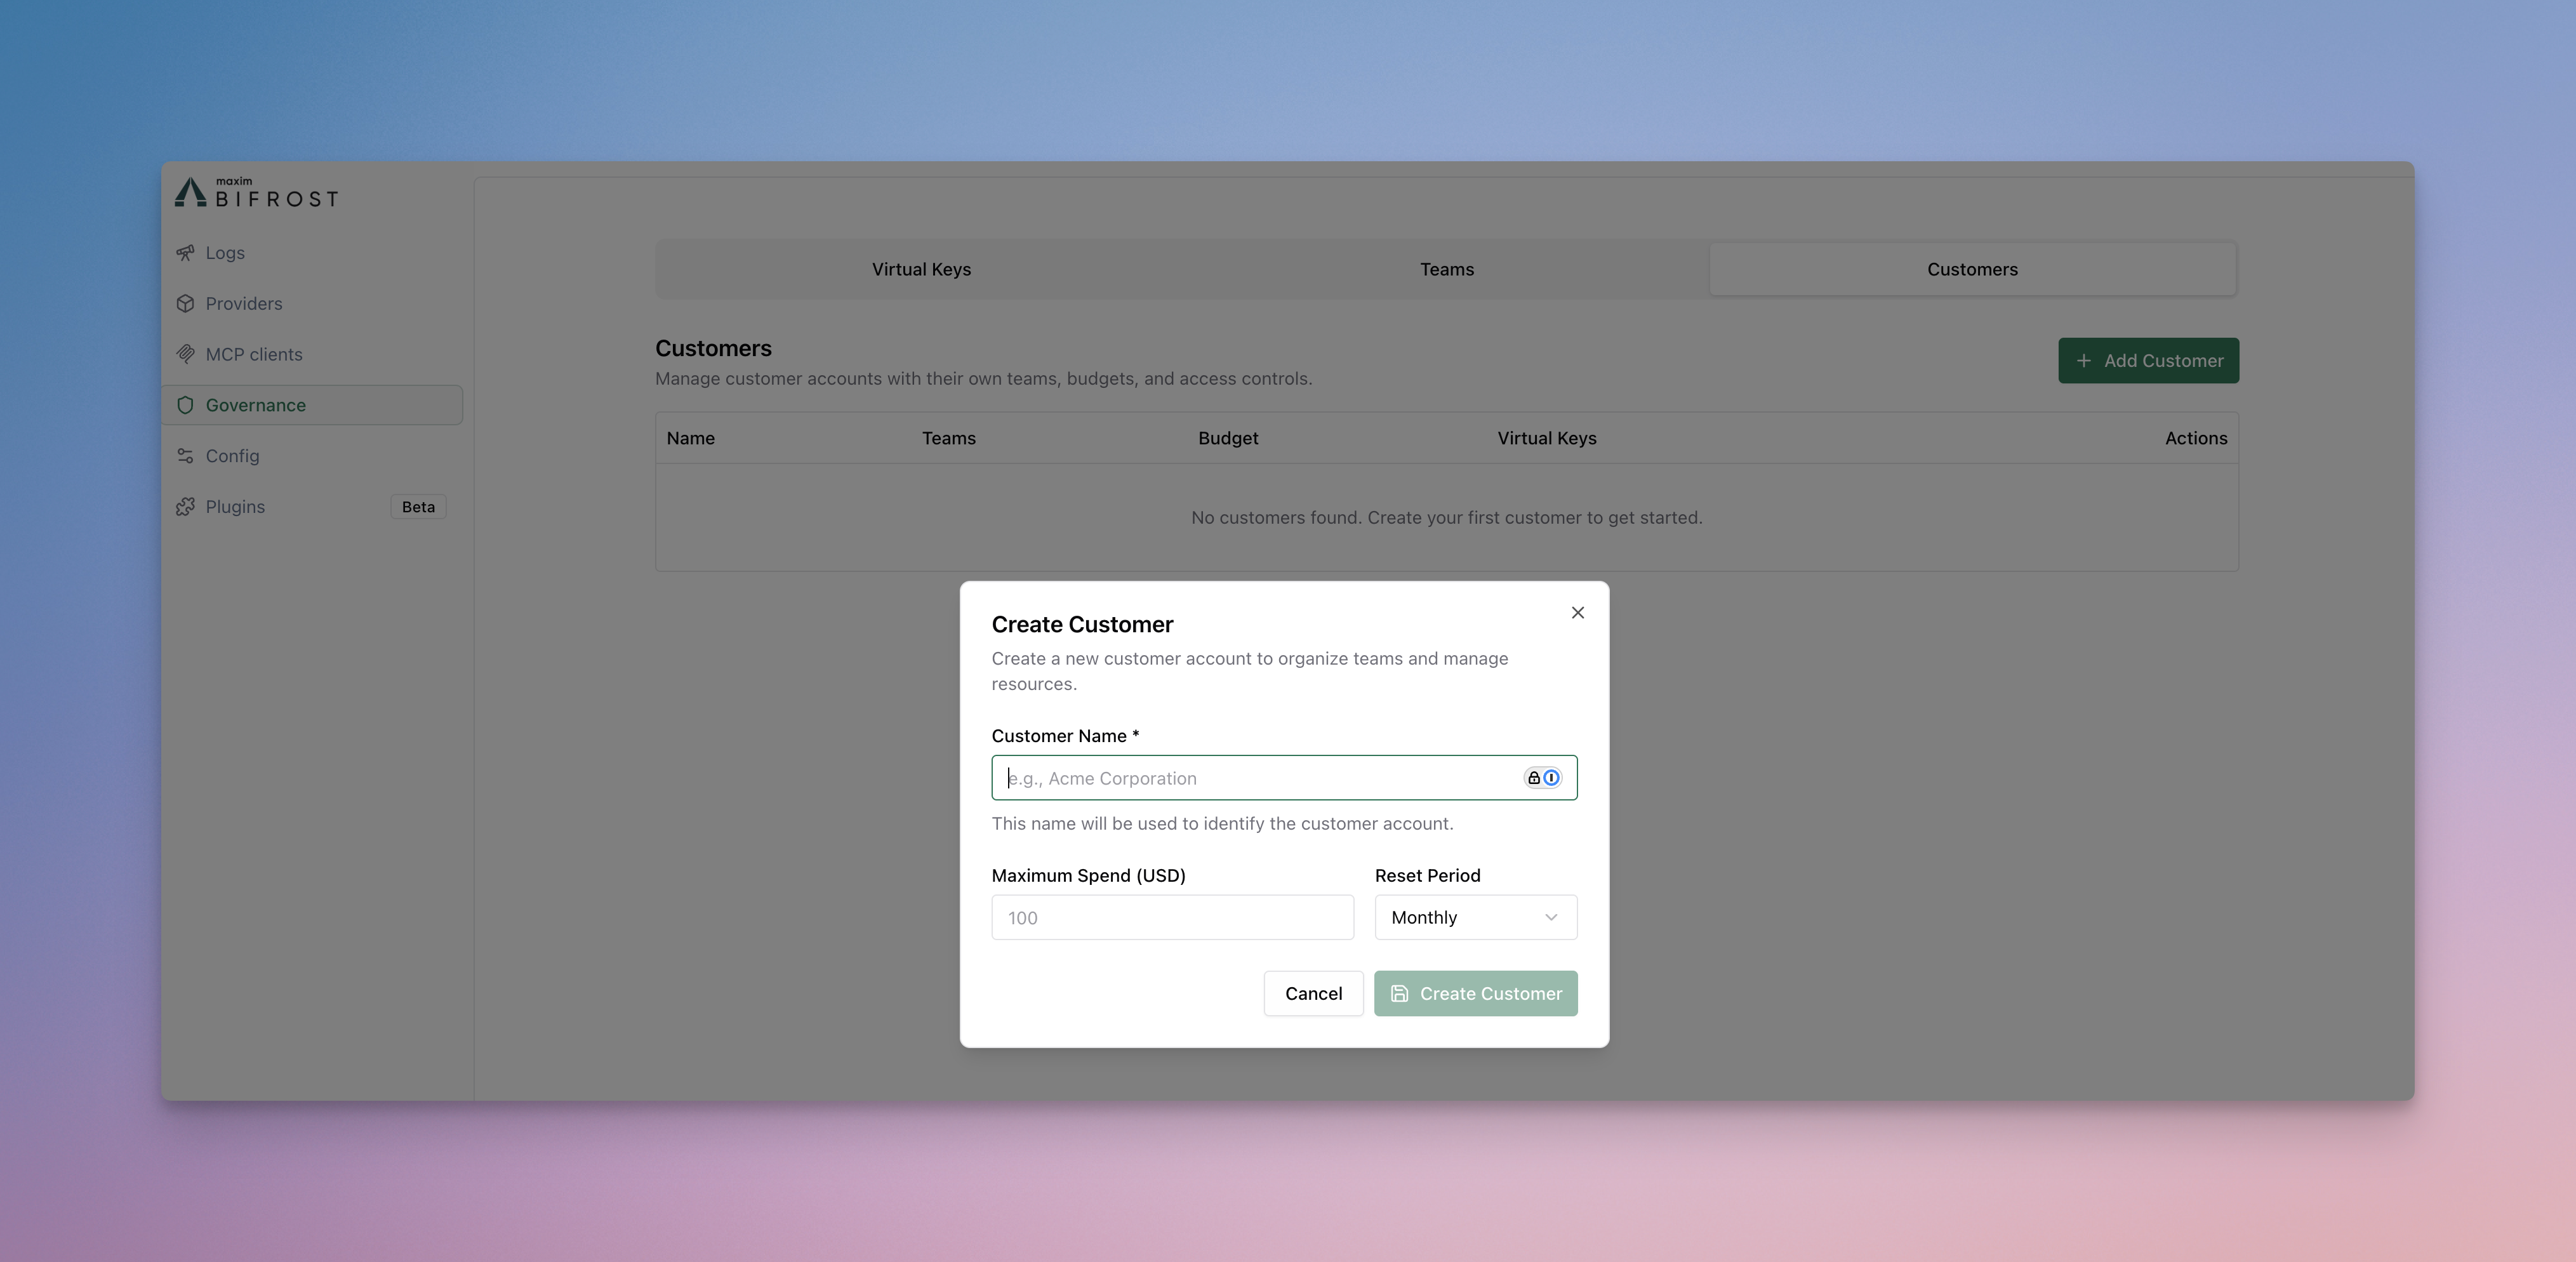 maxim
BIFROST
Logs
Providers
MCP clients
Governance
Config
Plugins Beta
Virtual Keys Teams Customers
Customers
Manage customer accounts with their own teams, budgets, and access controls.
Add Customer
Name Teams Budget Virtual Keys Actions
No customers found. Create your first customer to get started.
Create Customer
Create a new customer account to organize teams and manage
resources.
Customer Name *
e.g., Acme Corporation
This name will be used to identify the customer account.
Maximum Spend (USD) Reset Period
100 Monthly
Cancel Create Customer